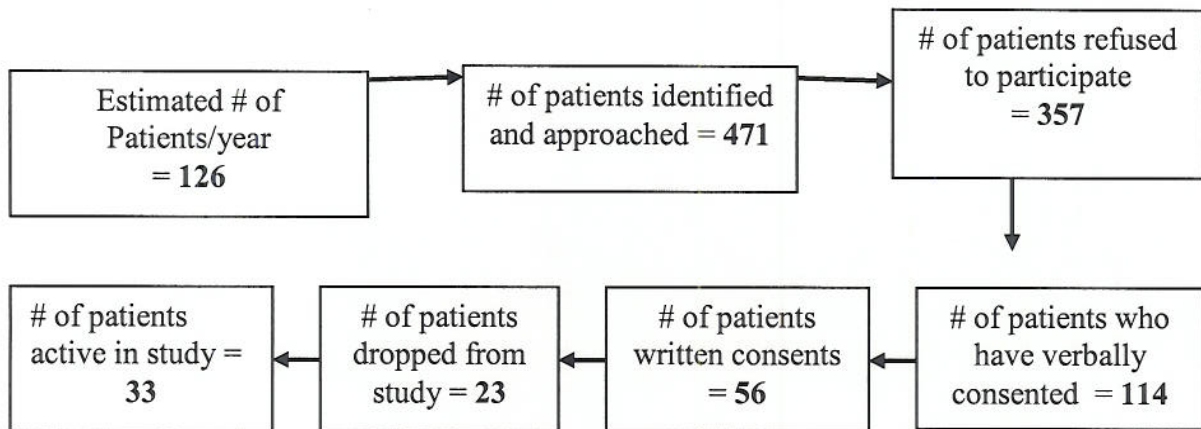 Estimated # of
Patients/year
= 126
# of patients identified
and approached = 471
# of patients refused
to participate
= 357
# of patients who
have verbally
consented = 114
# of patients
written consents
= 56
# of patients
dropped from
study = 23
# of patients
active in study =
33